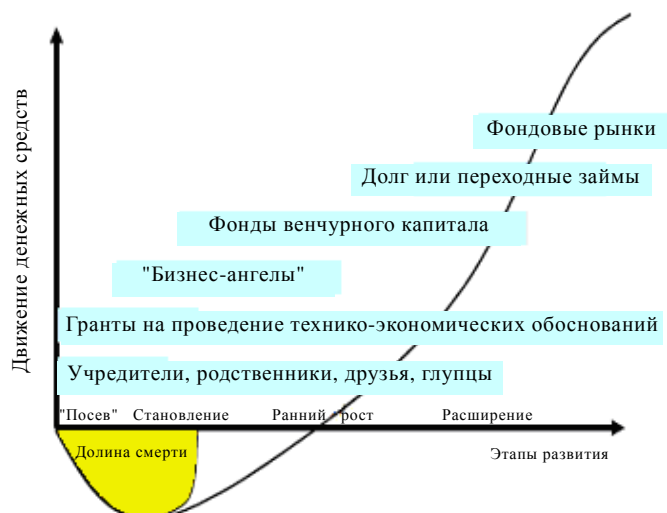 Движение денежных средств
Фондовые рынки
Долг или переходные займы
Фонды венчурного капитала
"Бизнес-ангелы"
Гранты на проведение технико-экономических обоснований
Учредители, родственники, друзья, глупцы
"Посев" Становление Ранний рост Расширение
Долина смерти Этапы развития